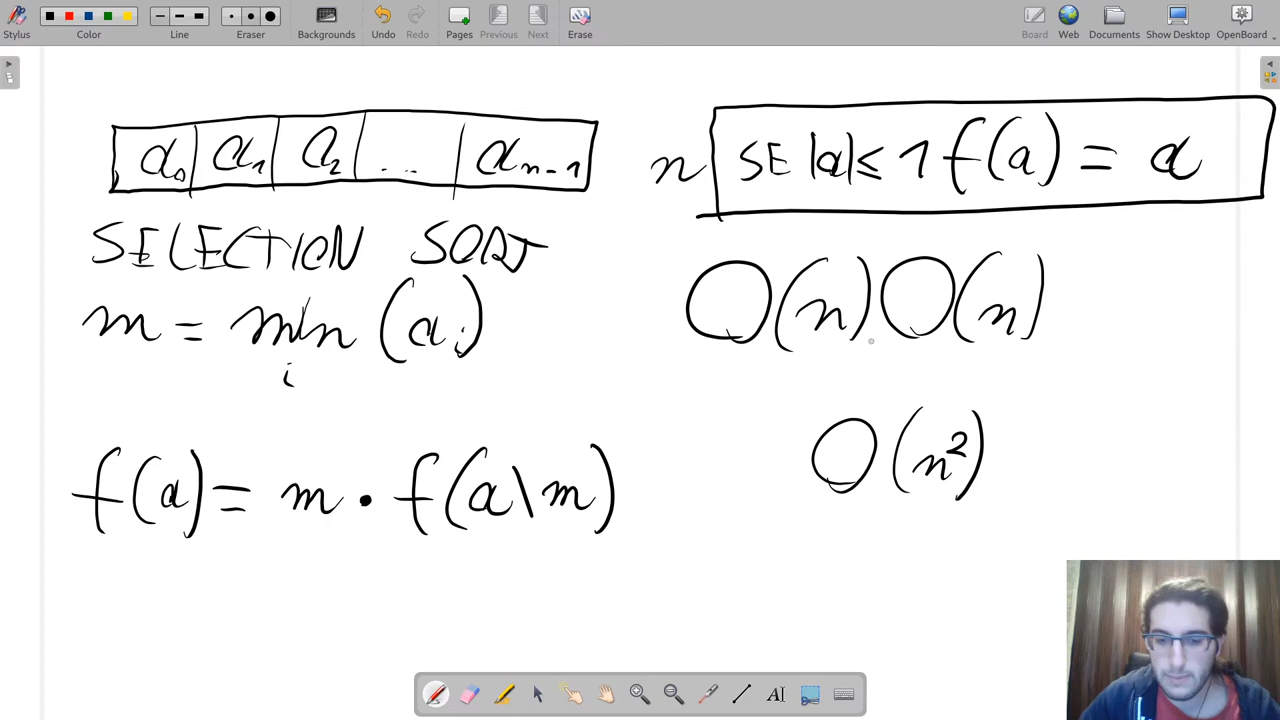 Stylus Color Line Eraser Backgrounds Undo Redo Pages Previous Next Erase Board Web Documents Show Desktop OpenBoard
a₀ a₁ a₂ ... aₙ₋₁
SELECTION SORT
m = min (aᵢ)
i
f(a) = m · f(a\m)
n SE |a| ≤ 1 f(a) = a
O(n) O(n)
O(n²)
AI